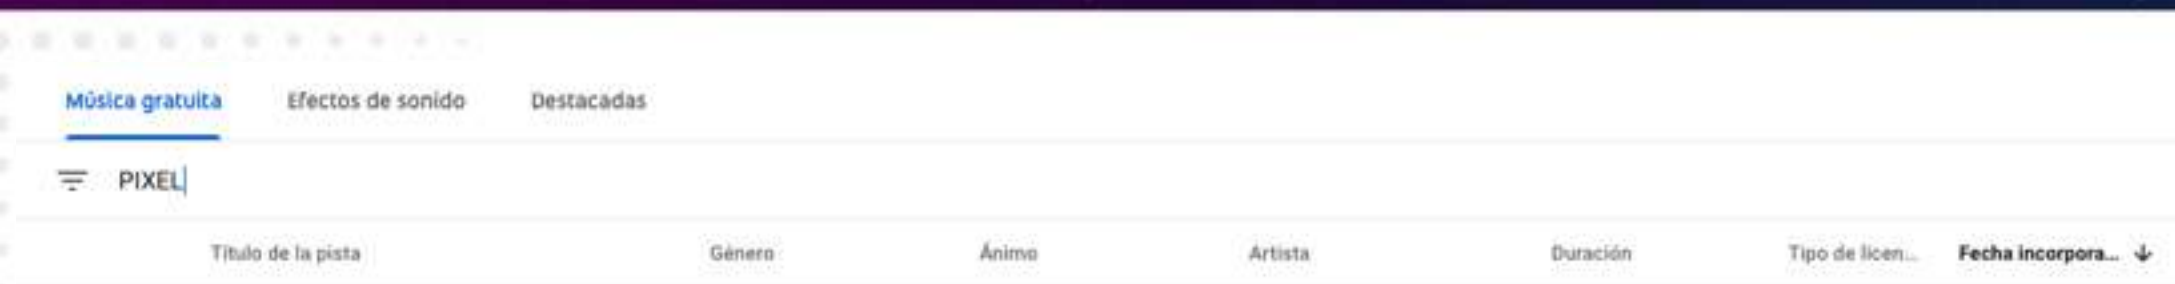 Música gratuita Efectos de sonido Destacadas
PIXEL
Título de la pista Género Ánimo Artista Duración Tipo de licen... Fecha incorpora... ↓